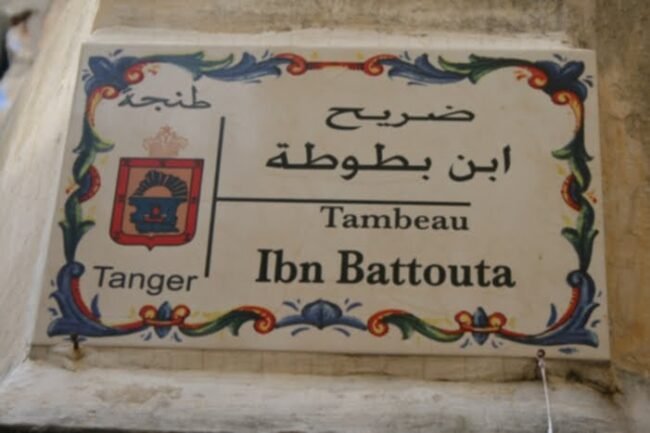 طنجة
Tanger
ضريح
ابن بطوطة
Tambeau
Ibn Battouta